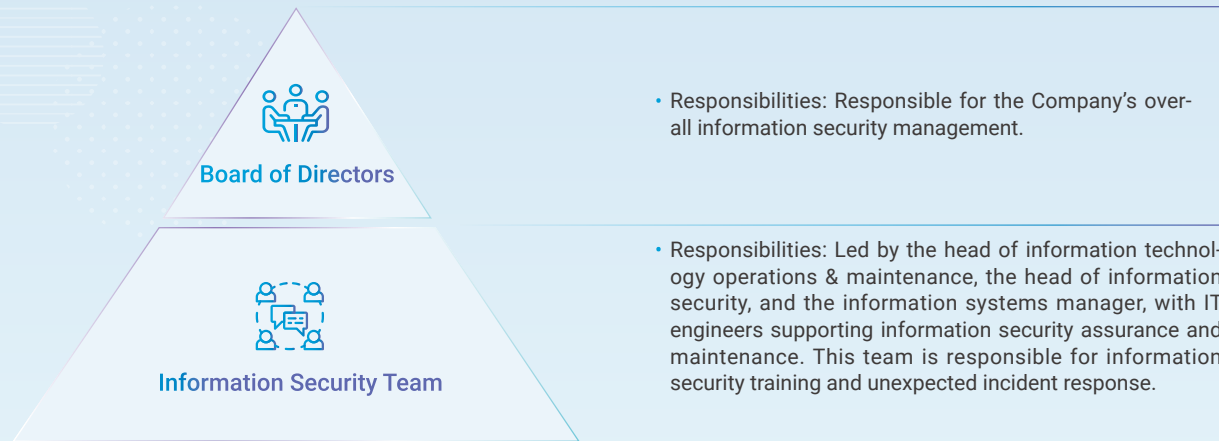 Board of Directors
• Responsibilities: Responsible for the Company's over-
all information security management.
Information Security Team
• Responsibilities: Led by the head of information technol-
ogy operations & maintenance, the head of information
security, and the information systems manager, with IT
engineers supporting information security assurance and
maintenance. This team is responsible for information
security training and unexpected incident response.